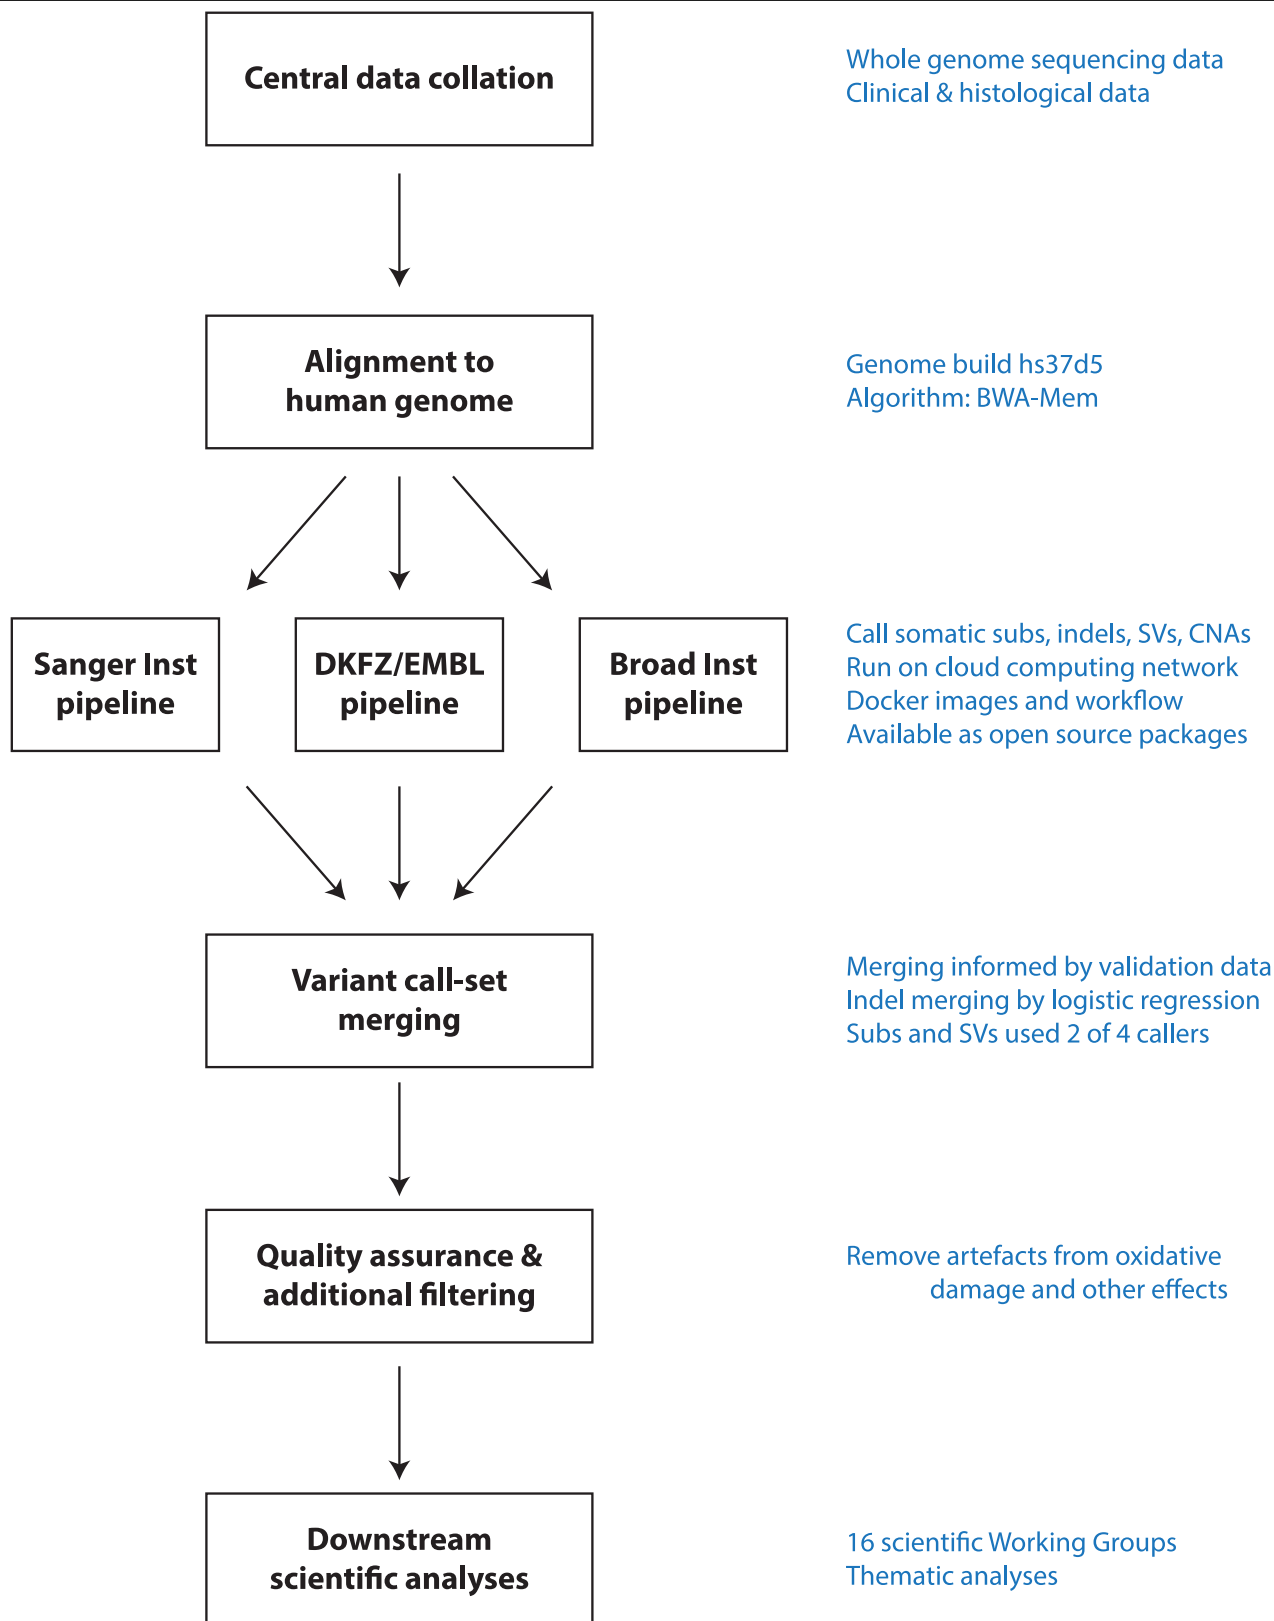 Central data collation
Whole genome sequencing data
Clinical & histological data
Alignment to
human genome
Genome build hs37d5
Algorithm: BWA-Mem
Sanger Inst
pipeline
DKFZ/EMBL
pipeline
Broad Inst
pipeline
Call somatic subs, indels, SVs, CNAs
Run on cloud computing network
Docker images and workflow
Available as open source packages
Variant call-set
merging
Merging informed by validation data
Indel merging by logistic regression
Subs and SVs used 2 of 4 callers
Quality assurance &
additional filtering
Remove artefacts from oxidative
damage and other effects
Downstream
scientific analyses
16 scientific Working Groups
Thematic analyses